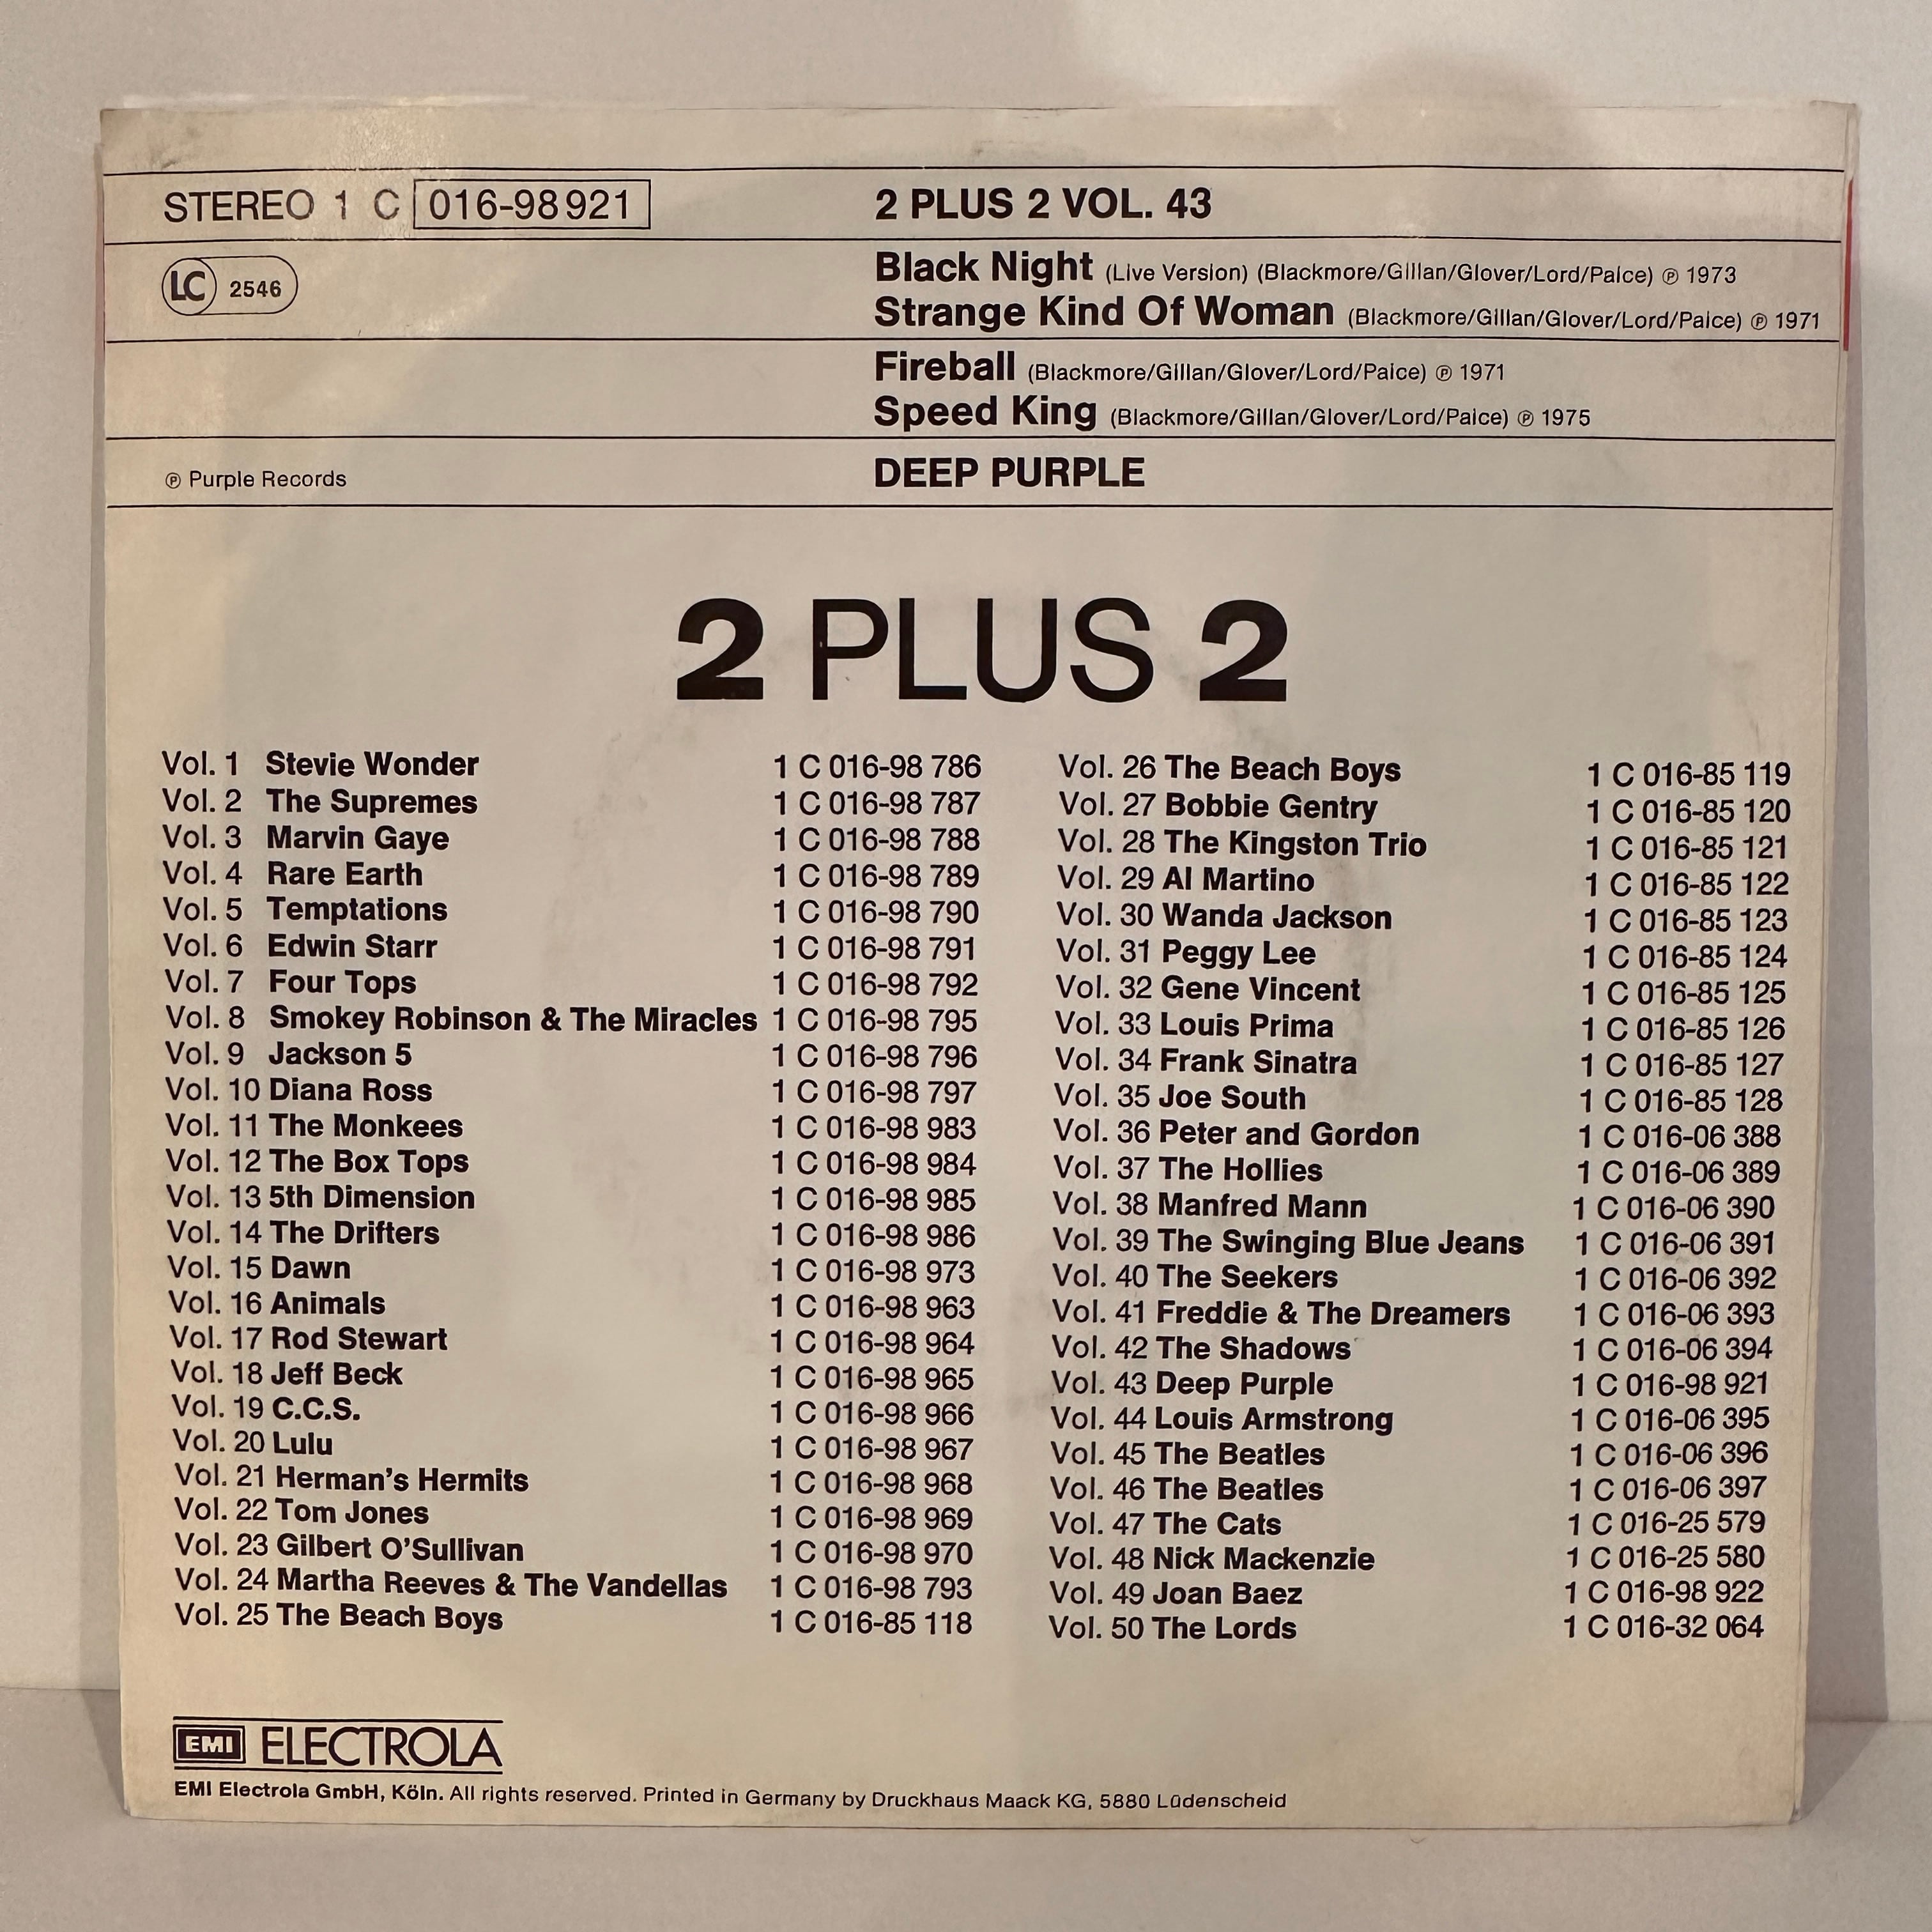 STEREO 1 C 016-98921
2 PLUS 2 VOL. 43
LC 2546
Black Night (Live Version) (Blackmore/Gillan/Glover/Lord/Paice) ℗ 1973
Strange Kind Of Woman (Blackmore/Gillan/Glover/Lord/Paice) ℗ 1971
Fireball (Blackmore/Gillan/Glover/Lord/Paice) ℗ 1971
Speed King (Blackmore/Gillan/Glover/Lord/Paice) ℗ 1975
℗ Purple Records
DEEP PURPLE
2 PLUS 2
Vol. 1 Stevie Wonder 1 C 016-98 786
Vol. 2 The Supremes 1 C 016-98 787
Vol. 3 Marvin Gaye 1 C 016-98 788
Vol. 4 Rare Earth 1 C 016-98 789
Vol. 5 Temptations 1 C 016-98 790
Vol. 6 Edwin Starr 1 C 016-98 791
Vol. 7 Four Tops 1 C 016-98 792
Vol. 8 Smokey Robinson & The Miracles 1 C 016-98 795
Vol. 9 Jackson 5 1 C 016-98 796
Vol. 10 Diana Ross 1 C 016-98 797
Vol. 11 The Monkees 1 C 016-98 983
Vol. 12 The Box Tops 1 C 016-98 984
Vol. 13 5th Dimension 1 C 016-98 985
Vol. 14 The Drifters 1 C 016-98 986
Vol. 15 Dawn 1 C 016-98 973
Vol. 16 Animals 1 C 016-98 963
Vol. 17 Rod Stewart 1 C 016-98 964
Vol. 18 Jeff Beck 1 C 016-98 965
Vol. 19 C.C.S. 1 C 016-98 966
Vol. 20 Lulu 1 C 016-98 967
Vol. 21 Herman's Hermits 1 C 016-98 968
Vol. 22 Tom Jones 1 C 016-98 969
Vol. 23 Gilbert O'Sullivan 1 C 016-98 970
Vol. 24 Martha Reeves & The Vandellas 1 C 016-98 793
Vol. 25 The Beach Boys 1 C 016-85 118
Vol. 26 The Beach Boys 1 C 016-85 119
Vol. 27 Bobbie Gentry 1 C 016-85 120
Vol. 28 The Kingston Trio 1 C 016-85 121
Vol. 29 Al Martino 1 C 016-85 122
Vol. 30 Wanda Jackson 1 C 016-85 123
Vol. 31 Peggy Lee 1 C 016-85 124
Vol. 32 Gene Vincent 1 C 016-85 125
Vol. 33 Louis Prima 1 C 016-85 126
Vol. 34 Frank Sinatra 1 C 016-85 127
Vol. 35 Joe South 1 C 016-85 128
Vol. 36 Peter and Gordon 1 C 016-06 388
Vol. 37 The Hollies 1 C 016-06 389
Vol. 38 Manfred Mann 1 C 016-06 390
Vol. 39 The Swinging Blue Jeans 1 C 016-06 391
Vol. 40 The Seekers 1 C 016-06 392
Vol. 41 Freddie & The Dreamers 1 C 016-06 393
Vol. 42 The Shadows 1 C 016-06 394
Vol. 43 Deep Purple 1 C 016-98 921
Vol. 44 Louis Armstrong 1 C 016-06 395
Vol. 45 The Beatles 1 C 016-06 396
Vol. 46 The Beatles 1 C 016-06 397
Vol. 47 The Cats 1 C 016-25 579
Vol. 48 Nick Mackenzie 1 C 016-25 580
Vol. 49 Joan Baez 1 C 016-98 922
Vol. 50 The Lords 1 C 016-32 064
EMI ELECTROLA
EMI Electrola GmbH, Köln. All rights reserved. Printed in Germany by Druckhaus Maack KG, 5880 Lüdenscheid